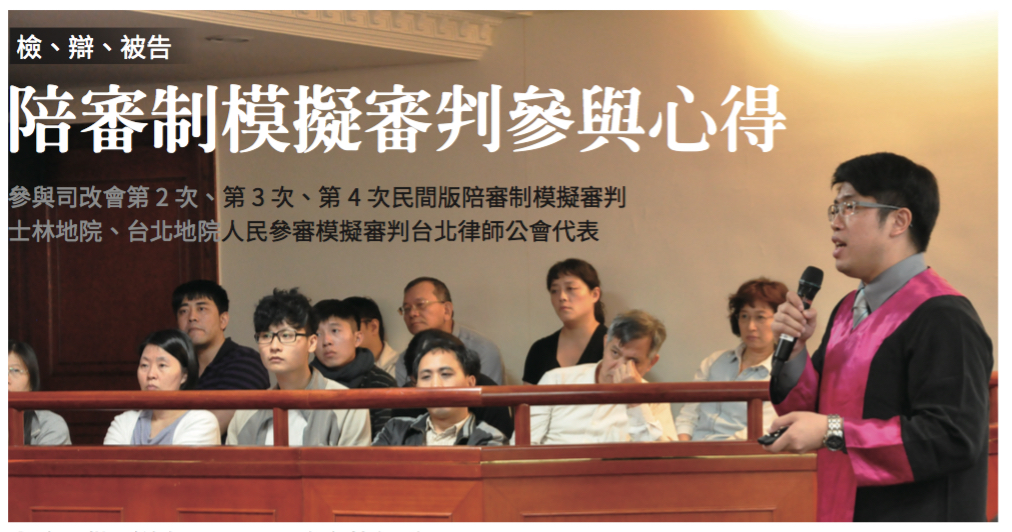 檢、辯、被告
陪審制模擬審判參與心得
參與司改會第 2 次、第 3 次、第 4 次民間版陪審制模擬審判
士林地院、台北地院人民參審模擬審判台北律師公會代表